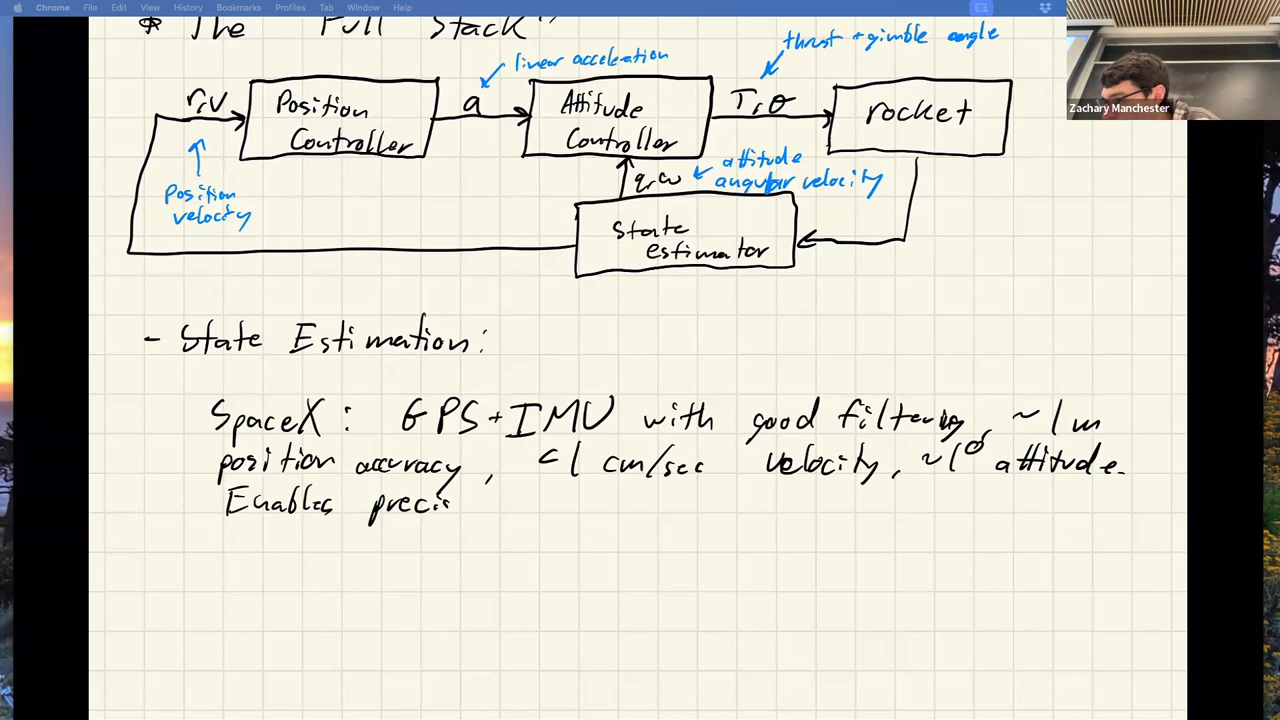 Chrome File Edit View History Bookmarks Profiles Tab Window Help
* The Full Stack"
thrust + gimble angle
linear acceleration
r, v
Position
Controller
a
Attitude
Controller
T, θ
rocket
Zachary Manchester
Position
velocity
q, ω
attitude
angular velocity
State
estimator
- State Estimation:
SpaceX: GPS + IMU with good filtering, ~1m
position accuracy, <1 cm/sec velocity, ~1° attitude.
Enables preci